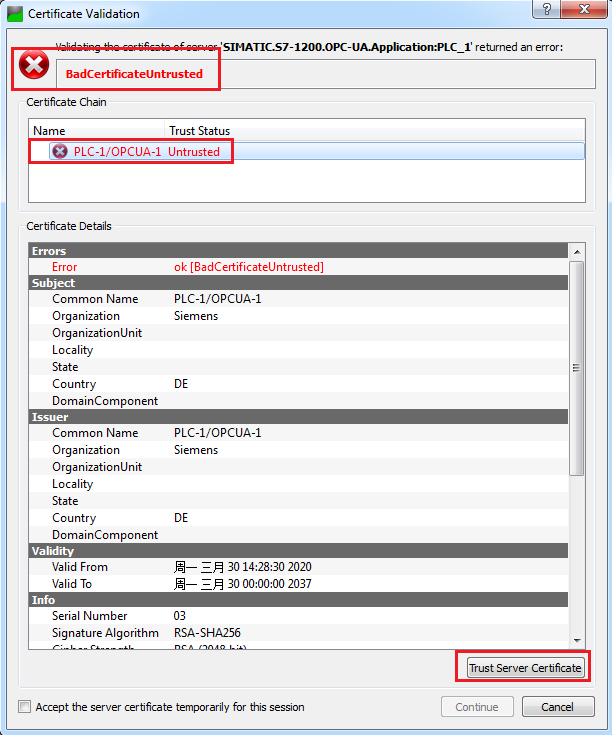 Certificate Validation
Validating the certificate of server 'SIMATIC.S7-1200.OPC-UA.Application:PLC_1' returned an error:
BadCertificateUntrusted
Certificate Chain
Name Trust Status
PLC-1/OPCUA-1 Untrusted
Certificate Details
Errors
Error ok [BadCertificateUntrusted]
Subject
Common Name PLC-1/OPCUA-1
Organization Siemens
OrganizationUnit
Locality
State
Country DE
DomainComponent
Issuer
Common Name PLC-1/OPCUA-1
Organization Siemens
OrganizationUnit
Locality
State
Country DE
DomainComponent
Validity
Valid From 周一 三月 30 14:28:30 2020
Valid To 周一 三月 30 00:00:00 2037
Info
Serial Number 03
Signature Algorithm RSA-SHA256
Cipher Strength RSA (2048 bit)
Trust Server Certificate
Accept the server certificate temporarily for this session
Continue Cancel